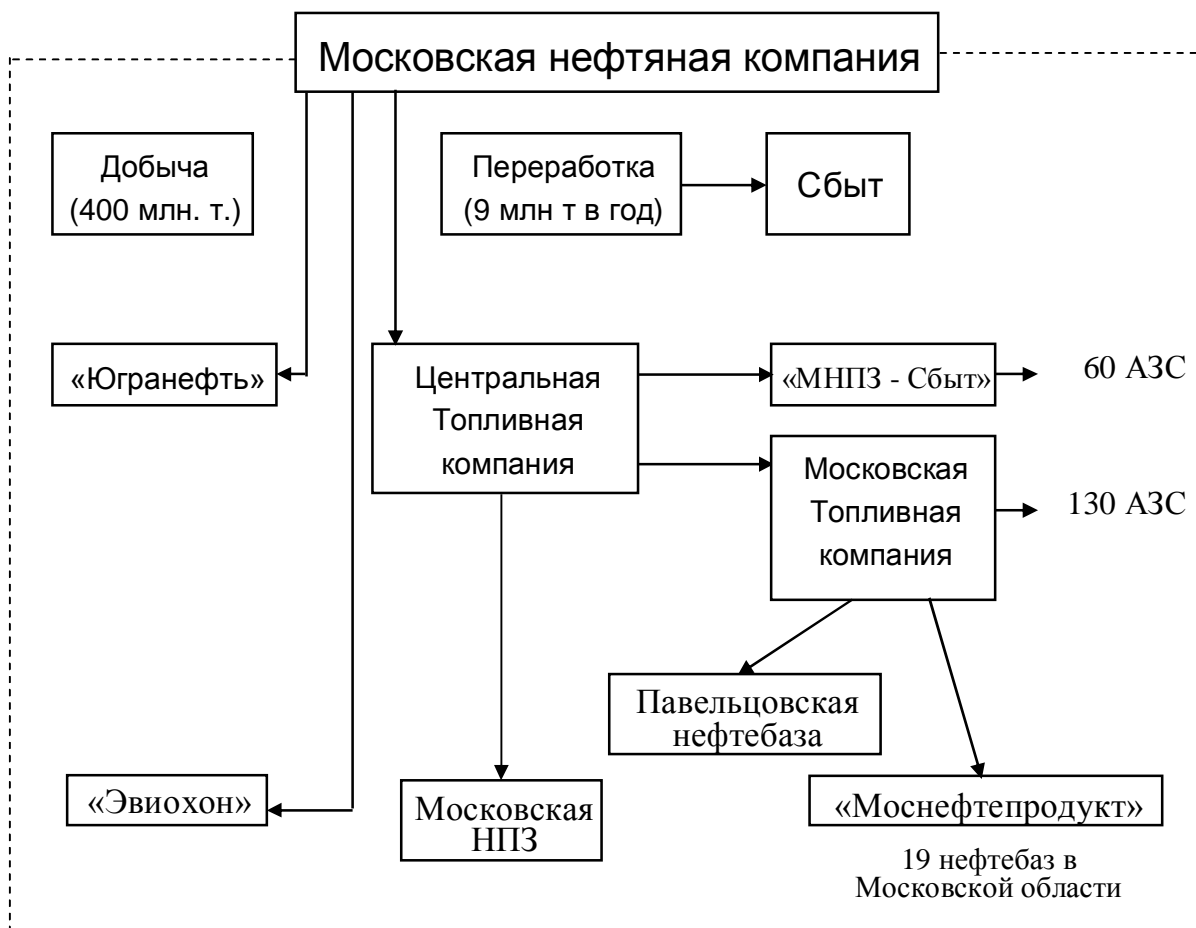 Московская нефтяная компания
Добыча
(400 млн. т.)
Переработка
(9 млн т в год)
Сбыт
«Югранефть»
Центральная
Топливная
компания
«МНПЗ - Сбыт»
60 АЗС
Московская
Топливная
компания
130 АЗС
Павельцовская
нефтебаза
«Эвиохон»
Московская
НПЗ
«Моснефтепродукт»
19 нефтебаз в
Московской области